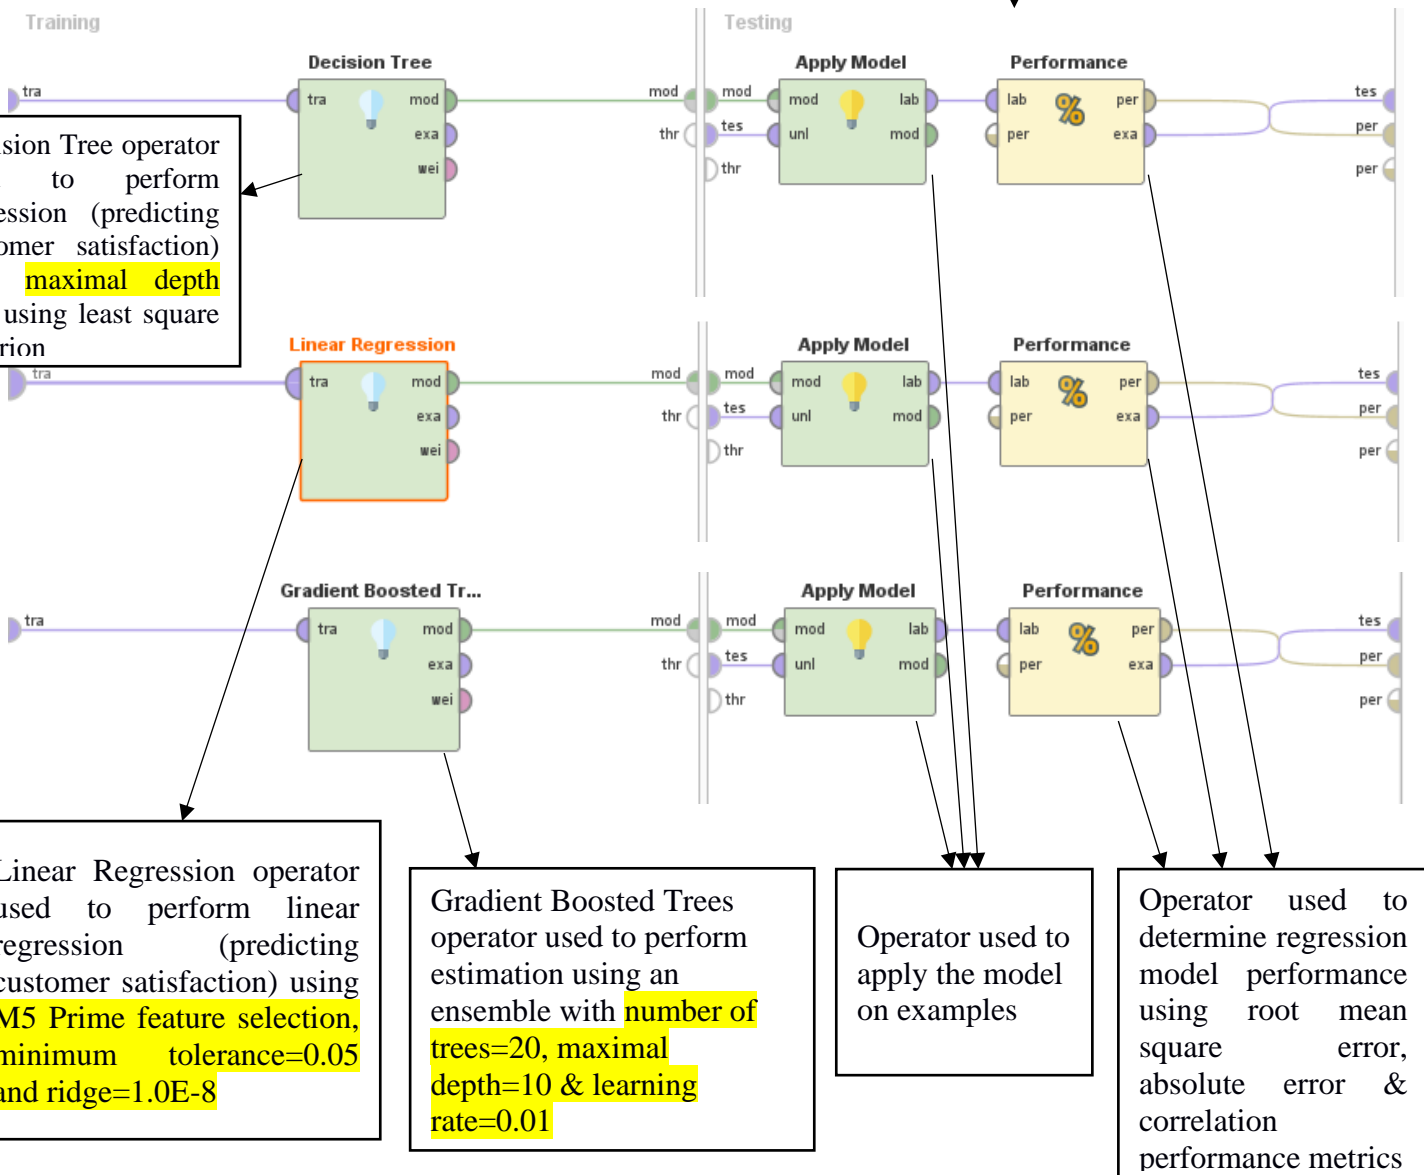 Training
Testing
Decision Tree
Apply Model
Performance
tra
tra
mod
exa
wei
mod
thr
mod
tes
thr
mod
unl
lab
mod
lab
per
per
exa
tes
per
per
Tree operator
to perform
(predicting
satisfaction)
maximal depth
using least square
Linear Regression
Apply Model
Performance
tra
tra
mod
exa
wei
mod
thr
mod
tes
thr
mod
unl
lab
mod
lab
per
per
exa
tes
per
per
Gradient Boosted Tr...
Apply Model
Performance
tra
tra
mod
exa
wei
mod
thr
mod
tes
thr
mod
unl
lab
mod
lab
per
per
exa
tes
per
per
Linear Regression operator
used to perform linear
regression (predicting
customer satisfaction) using
M5 Prime feature selection,
minimum tolerance=0.05
and ridge=1.0E-8
Gradient Boosted Trees
operator used to perform
estimation using an
ensemble with number of
trees=20, maximal
depth=10 & learning
rate=0.01
Operator used to
apply the model
on examples
Operator used to
determine regression
model performance
using root mean
square error,
absolute error &
correlation
performance metrics